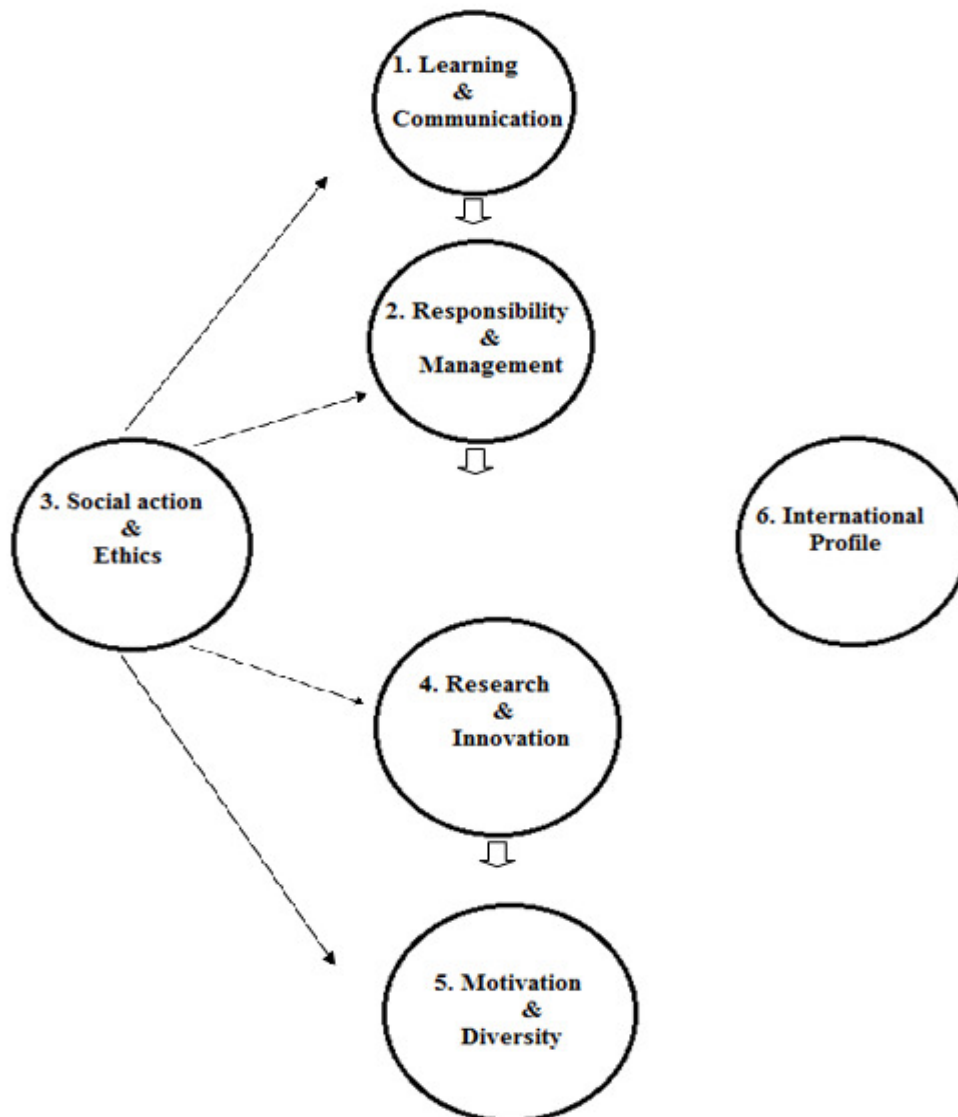 1. Learning
&
Communication
2. Responsibility
&
Management
3. Social action
&
Ethics
6. International
Profile
4. Research
&
Innovation
5. Motivation
&
Diversity